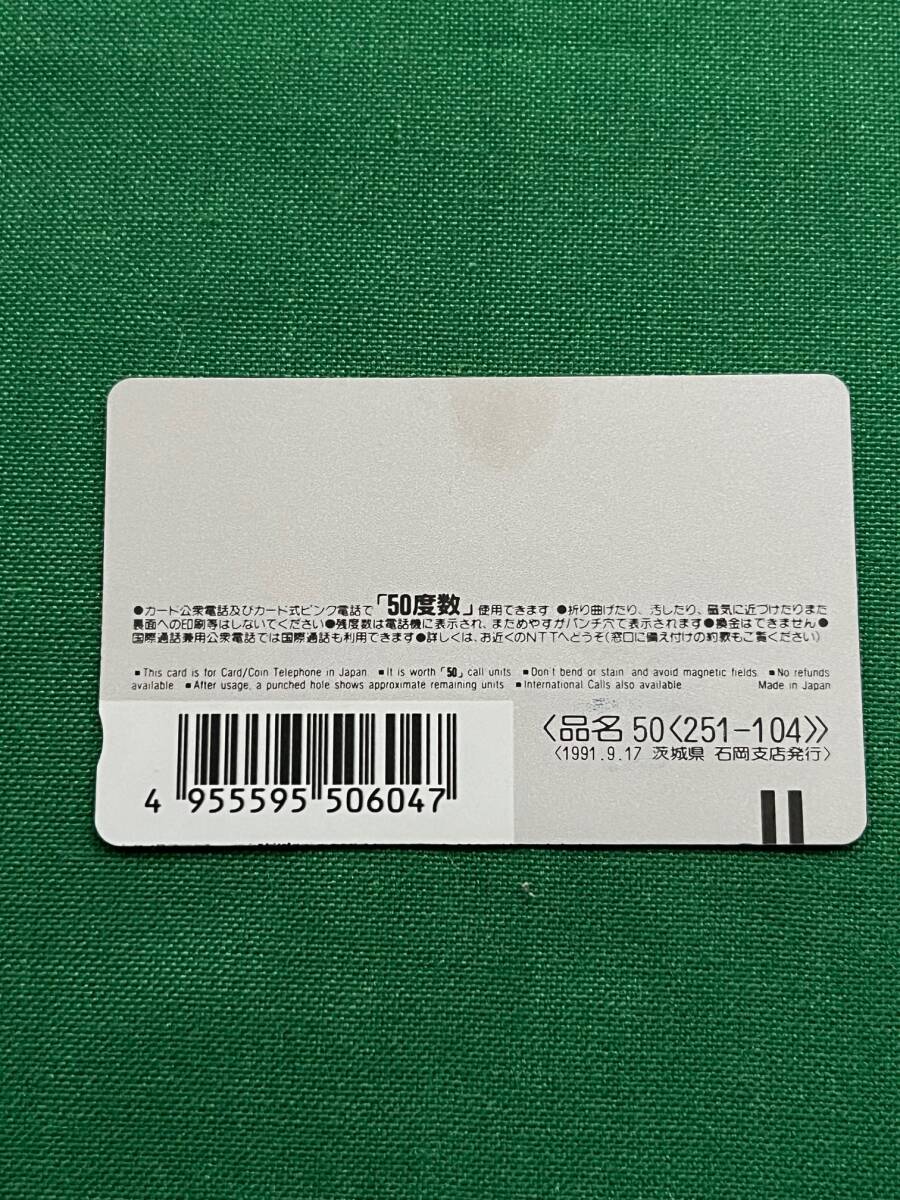 ●カード公衆電話及びカード式ピンク電話で「50度数」使用できます ●折り曲げたり、汚したり、磁気に近づけたりまた
裏面への印刷等はしないでください●残度数は電話機に表示され、まためやすがパンチ穴で表示されます●換金はできません●
国際通話兼用公衆電話では国際通話も利用できます●詳しくは、お近くのNTTへどうぞ(窓口に備え付けの約款もご覧ください)
■This card is for Card/Coin Telephone in Japan. ■It is worth「50」call units ■Don't bend or stain and avoid magnetic fields. ■No refunds
available ■After usage, a punched hole shows approximate remaining units ■International Calls also available Made in Japan
〈品名 50〈251-104〉〉
〈1991.9.17 茨城県 石岡支店発行〉
4 955595 506047